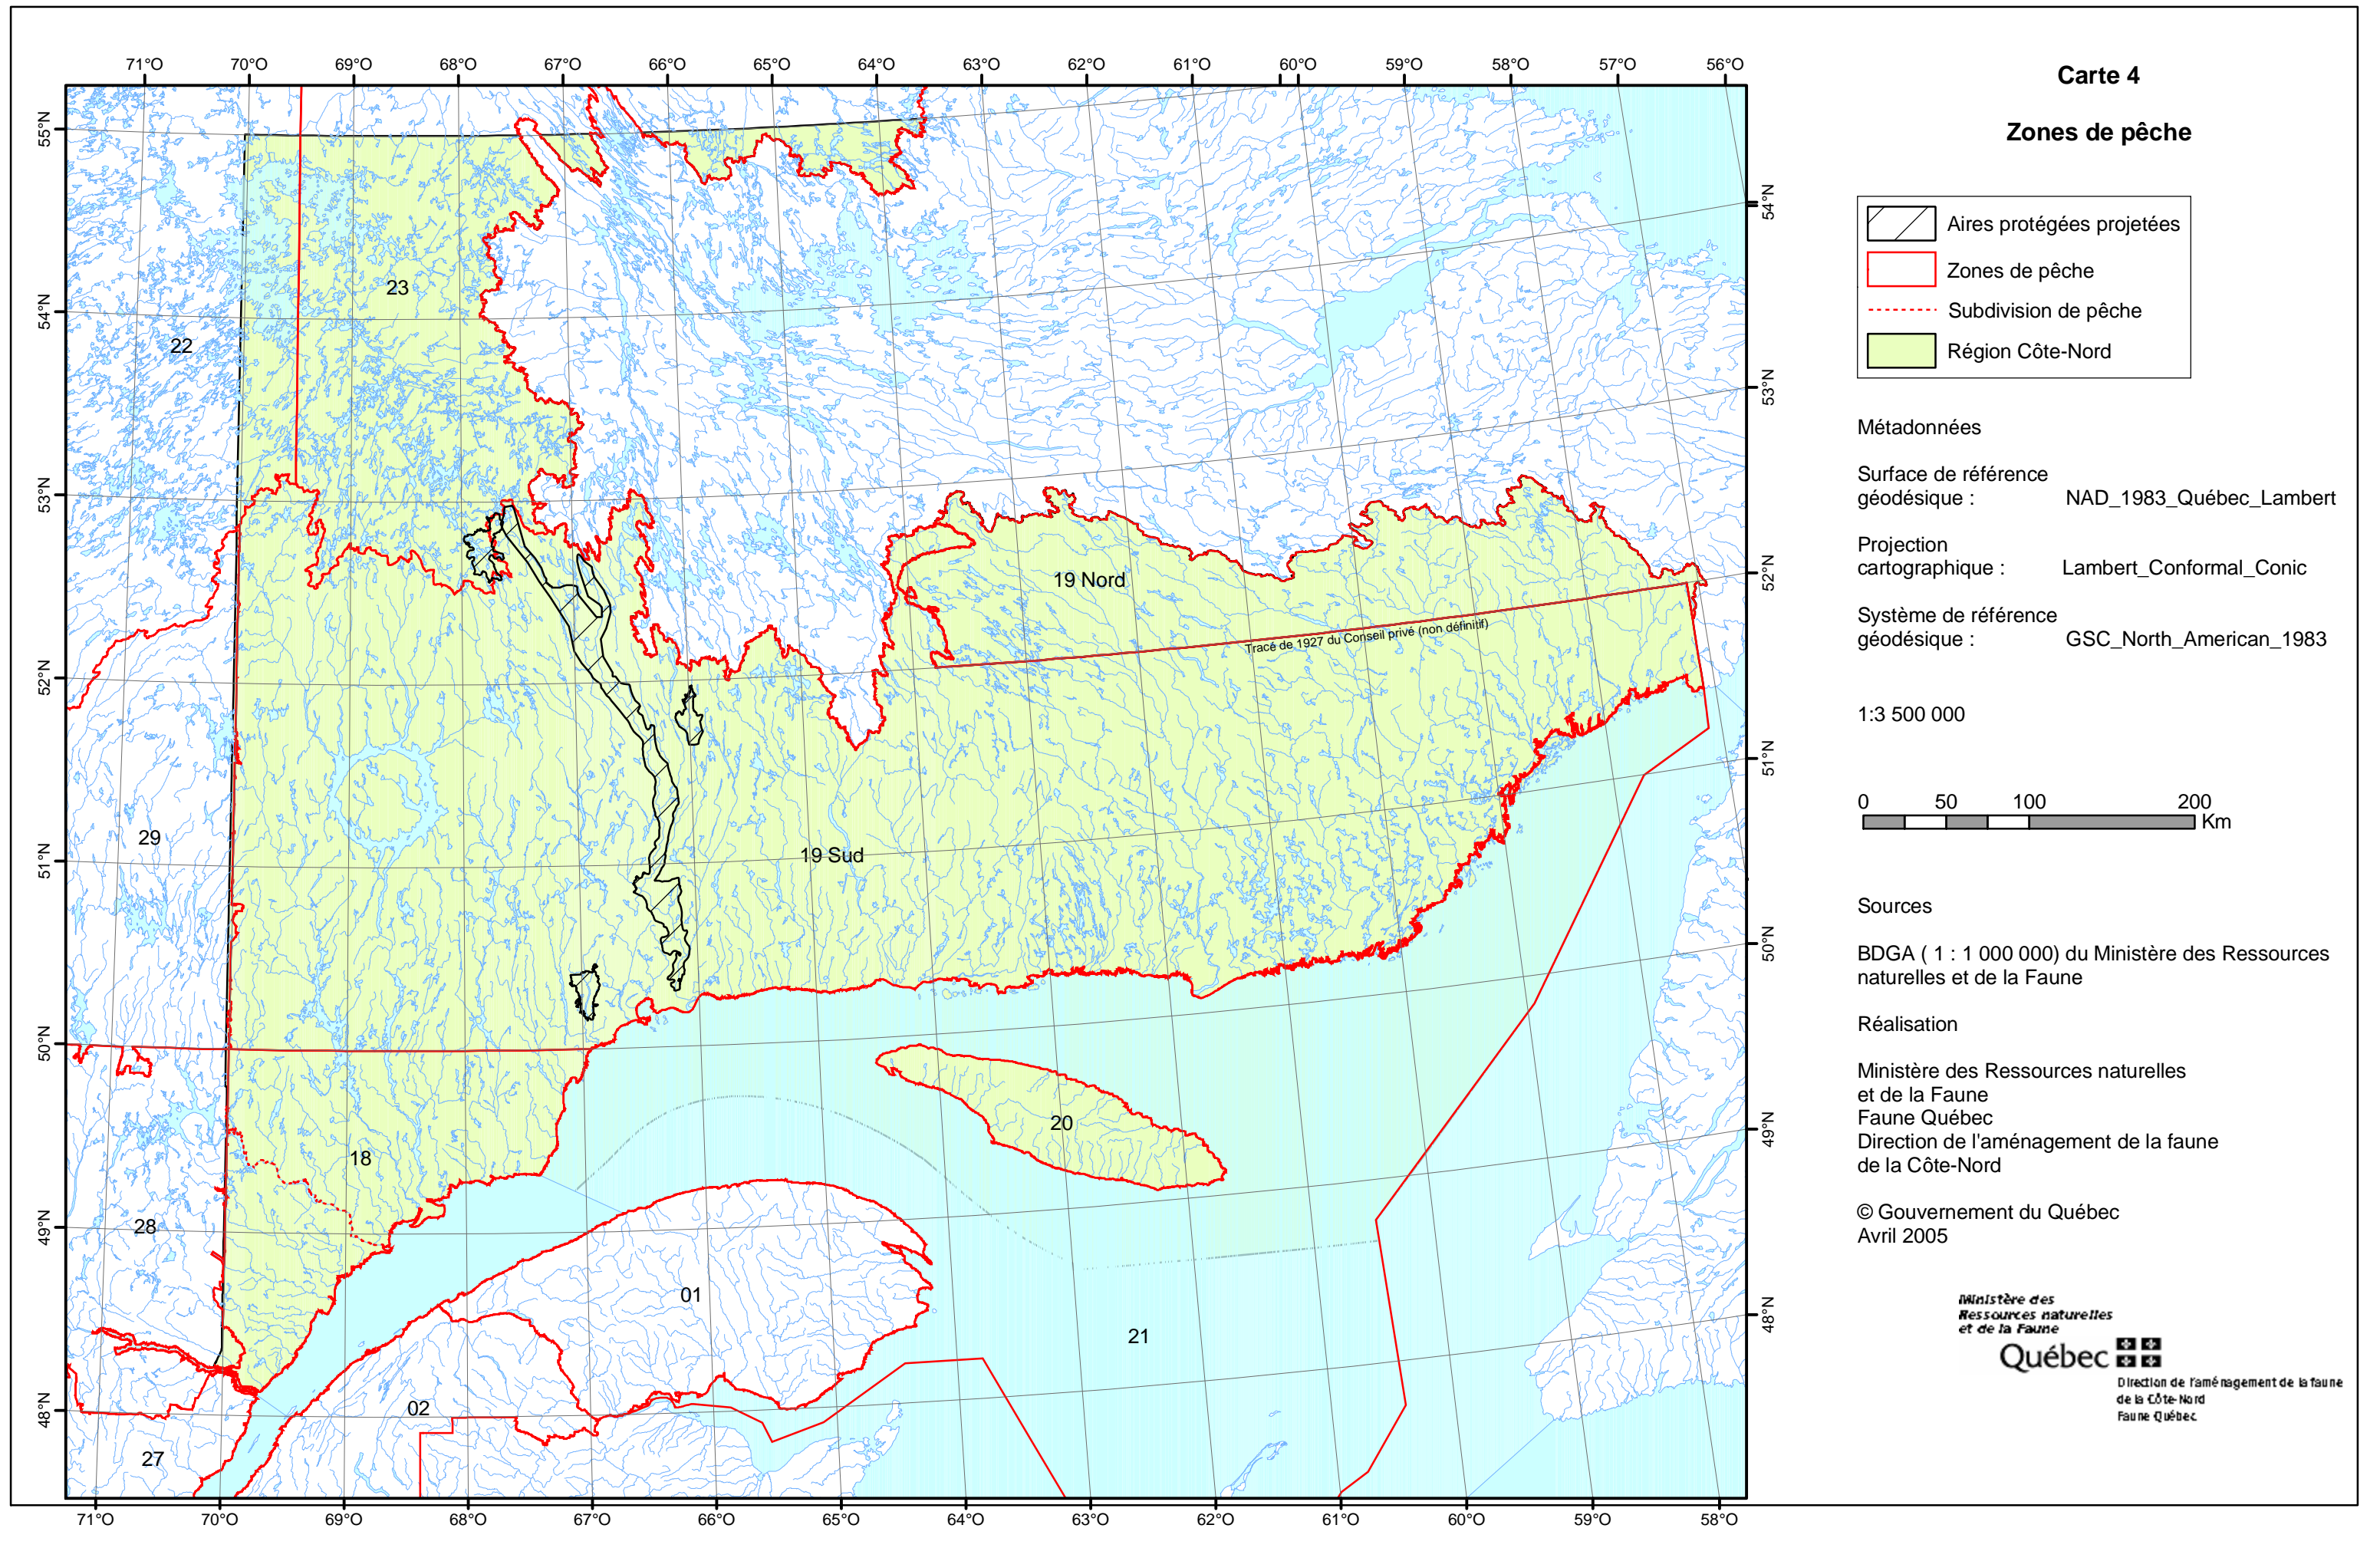 71°O 70°O 69°O 68°O 67°O 66°O 65°O 64°O 63°O 62°O 61°O 60°O 59°O 58°O 57°O 56°O
55°N
54°N
53°N
52°N
51°N
50°N
49°N
48°N
54°N
53°N
52°N
51°N
50°N
49°N
48°N
23
22
19 Nord
Tracé de 1927 du Conseil privé (non définitif)
29
19 Sud
20
18
28
01
21
02
27
71°O 70°O 69°O 68°O 67°O 66°O 65°O 64°O 63°O 62°O 61°O 60°O 59°O 58°O
Carte 4
Zones de pêche
Aires protégées projetées
Zones de pêche
Subdivision de pêche
Région Côte-Nord
Métadonnées
Surface de référence
géodésique : NAD_1983_Québec_Lambert
Projection
cartographique : Lambert_Conformal_Conic
Système de référence
géodésique : GSC_North_American_1983
1:3 500 000
0 50 100 200
Km
Sources
BDGA ( 1 : 1 000 000) du Ministère des Ressources
naturelles et de la Faune
Réalisation
Ministère des Ressources naturelles
et de la Faune
Faune Québec
Direction de l'aménagement de la faune
de la Côte-Nord
© Gouvernement du Québec
Avril 2005
Ministère des
Ressources naturelles
et de la Faune
Québec
Direction de l'aménagement de la faune
de la Côte-Nord
Faune Québec